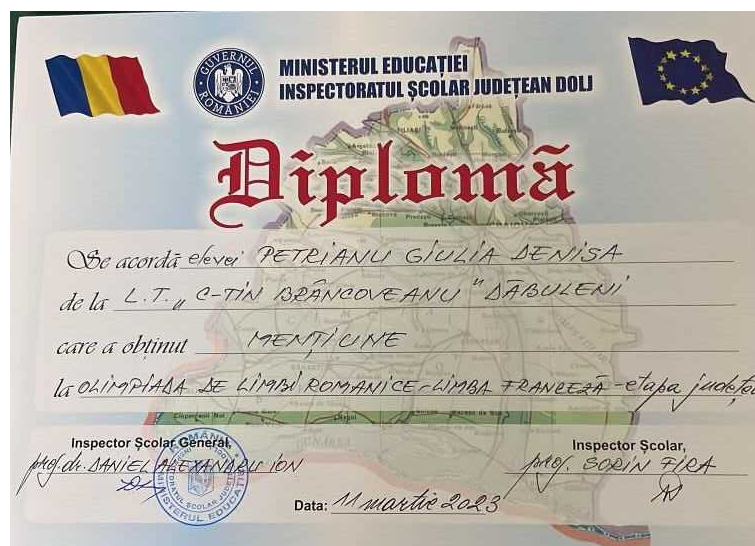 GUVERNUL ROMÂNIEI
MINISTERUL EDUCAȚIEI
INSPECTORATUL ȘCOLAR JUDEȚEAN DOLJ
Diplomă
Se acordă elevei PETRIANU GIULIA DENISA
de la L.T. „C-TIN BRÂNCOVEANU" DĂBULENI
care a obținut MENȚIUNE
la OLIMPIADA DE LIMBI ROMANICE-LIMBA FRANCEZĂ-etapa județea
Inspector Școlar General,
prof. dr. DANIEL ALEXANDRU ION
Inspector Școlar,
prof. SORIN FIRA
Data: 11 martie 2023